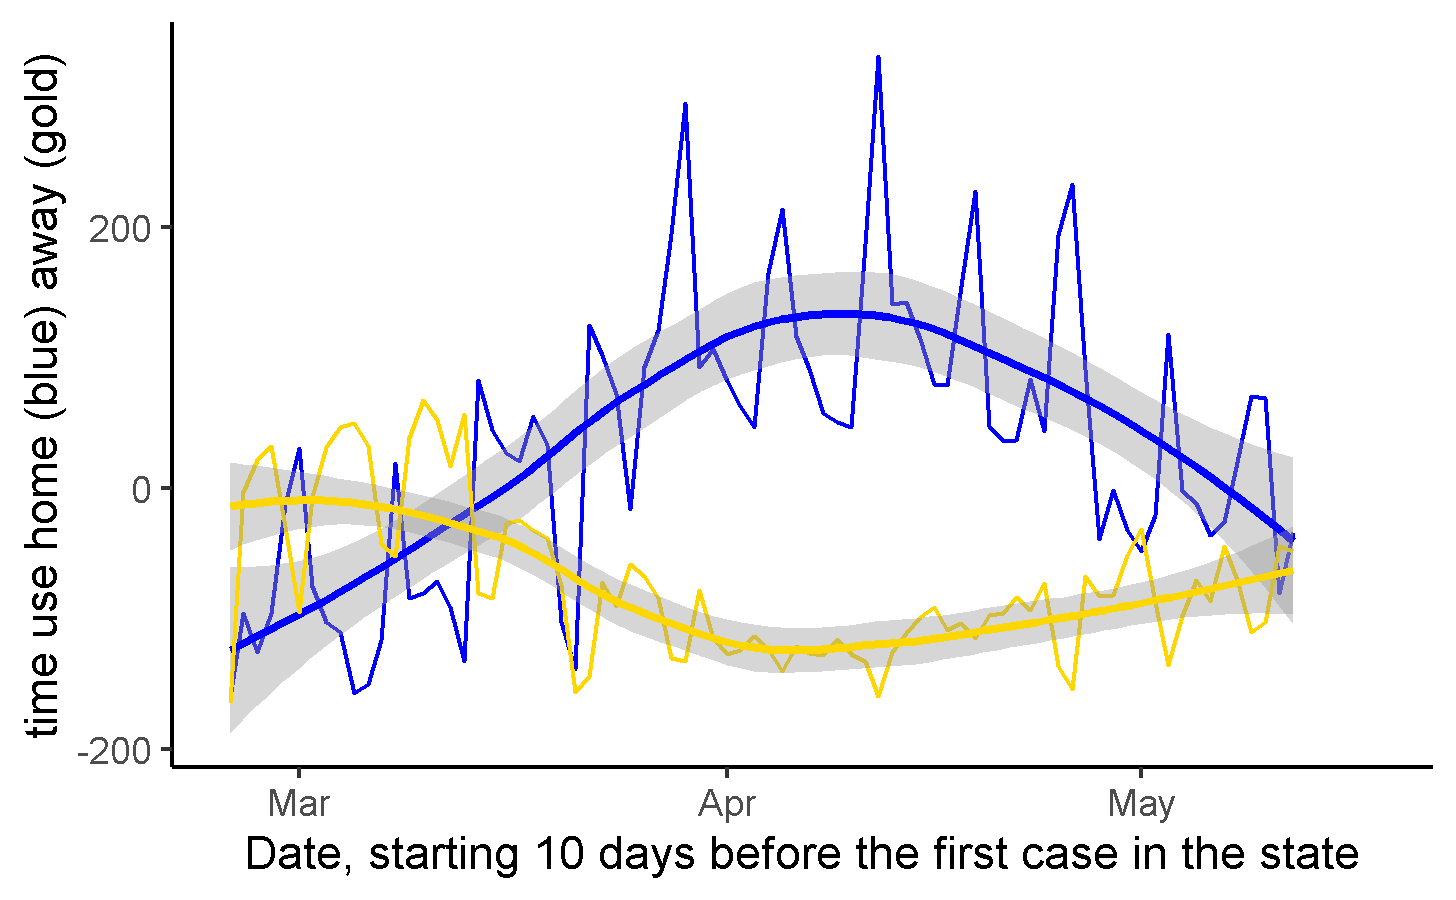 time use home (blue) away (gold)
200
0
-200
Mar Apr May
Date, starting 10 days before the first case in the state